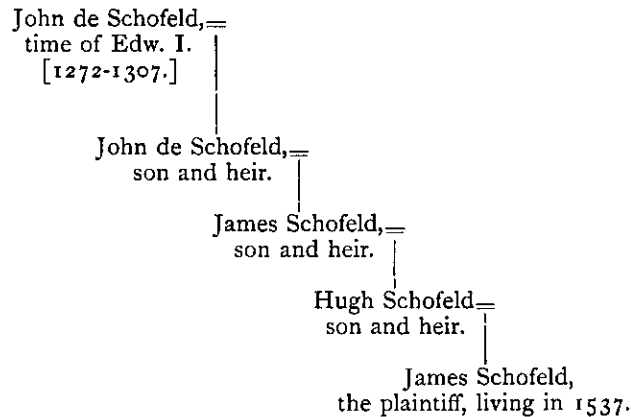 John de Schofeld,=
time of Edw. I.
[1272-1307.]
John de Schofeld,=
son and heir.
James Schofeld,=
son and heir.
Hugh Schofeld=
son and heir.
James Schofeld,
the plaintiff, living in 1537.